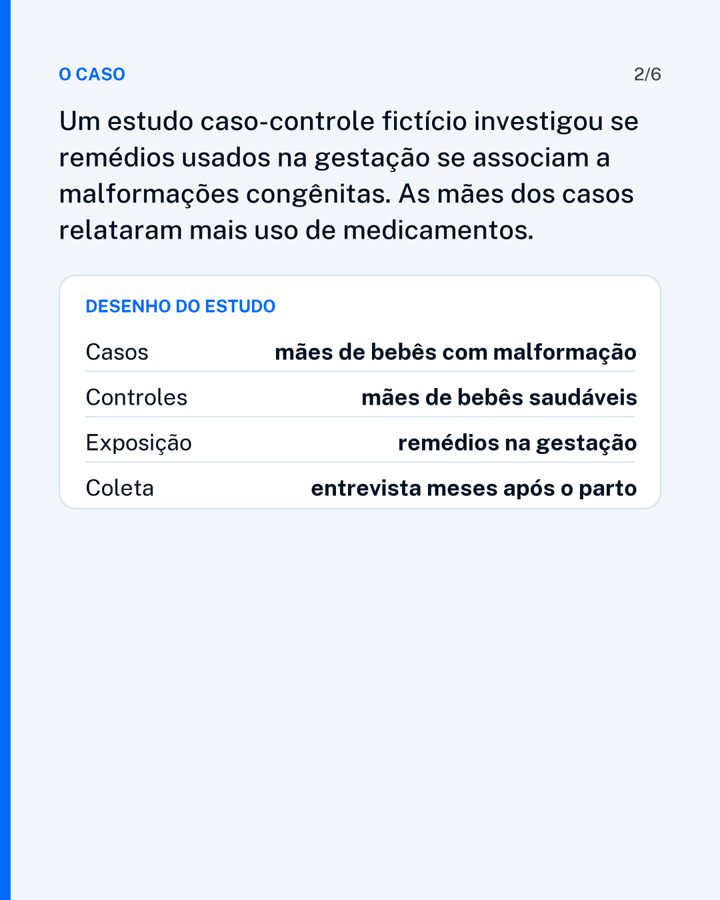 O CASO 2/6
Um estudo caso-controle fictício investigou se
remédios usados na gestação se associam a
malformações congênitas. As mães dos casos
relataram mais uso de medicamentos.
DESENHO DO ESTUDO
Casos mães de bebês com malformação
Controles mães de bebês saudáveis
Exposição remédios na gestação
Coleta entrevista meses após o parto